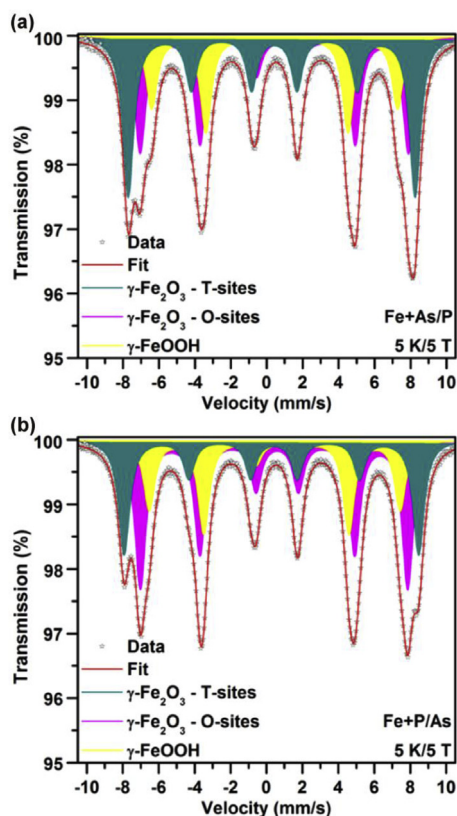 (a)
100
99
98
97
96
95
Transmission (%)
Data
Fit
γ-Fe₂O₃ - T-sites
γ-Fe₂O₃ - O-sites
γ-FeOOH
Fe+As/P
5 K/5 T
-10 -8 -6 -4 -2 0 2 4 6 8 10
Velocity (mm/s)
(b)
100
99
98
97
96
95
Transmission (%)
Data
Fit
γ-Fe₂O₃ - T-sites
γ-Fe₂O₃ - O-sites
γ-FeOOH
Fe+P/As
5 K/5 T
-10 -8 -6 -4 -2 0 2 4 6 8 10
Velocity (mm/s)